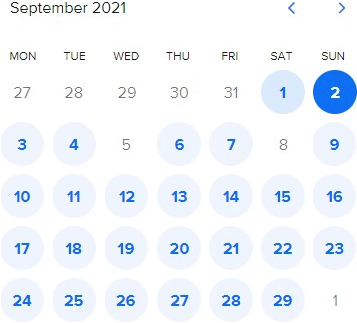 September 2021
MON TUE WED THU FRI SAT SUN
27 28 29 30 31 1 2
3 4 5 6 7 8 9
10 11 12 13 14 15 16
17 18 19 20 21 22 23
24 25 26 27 28 29 1